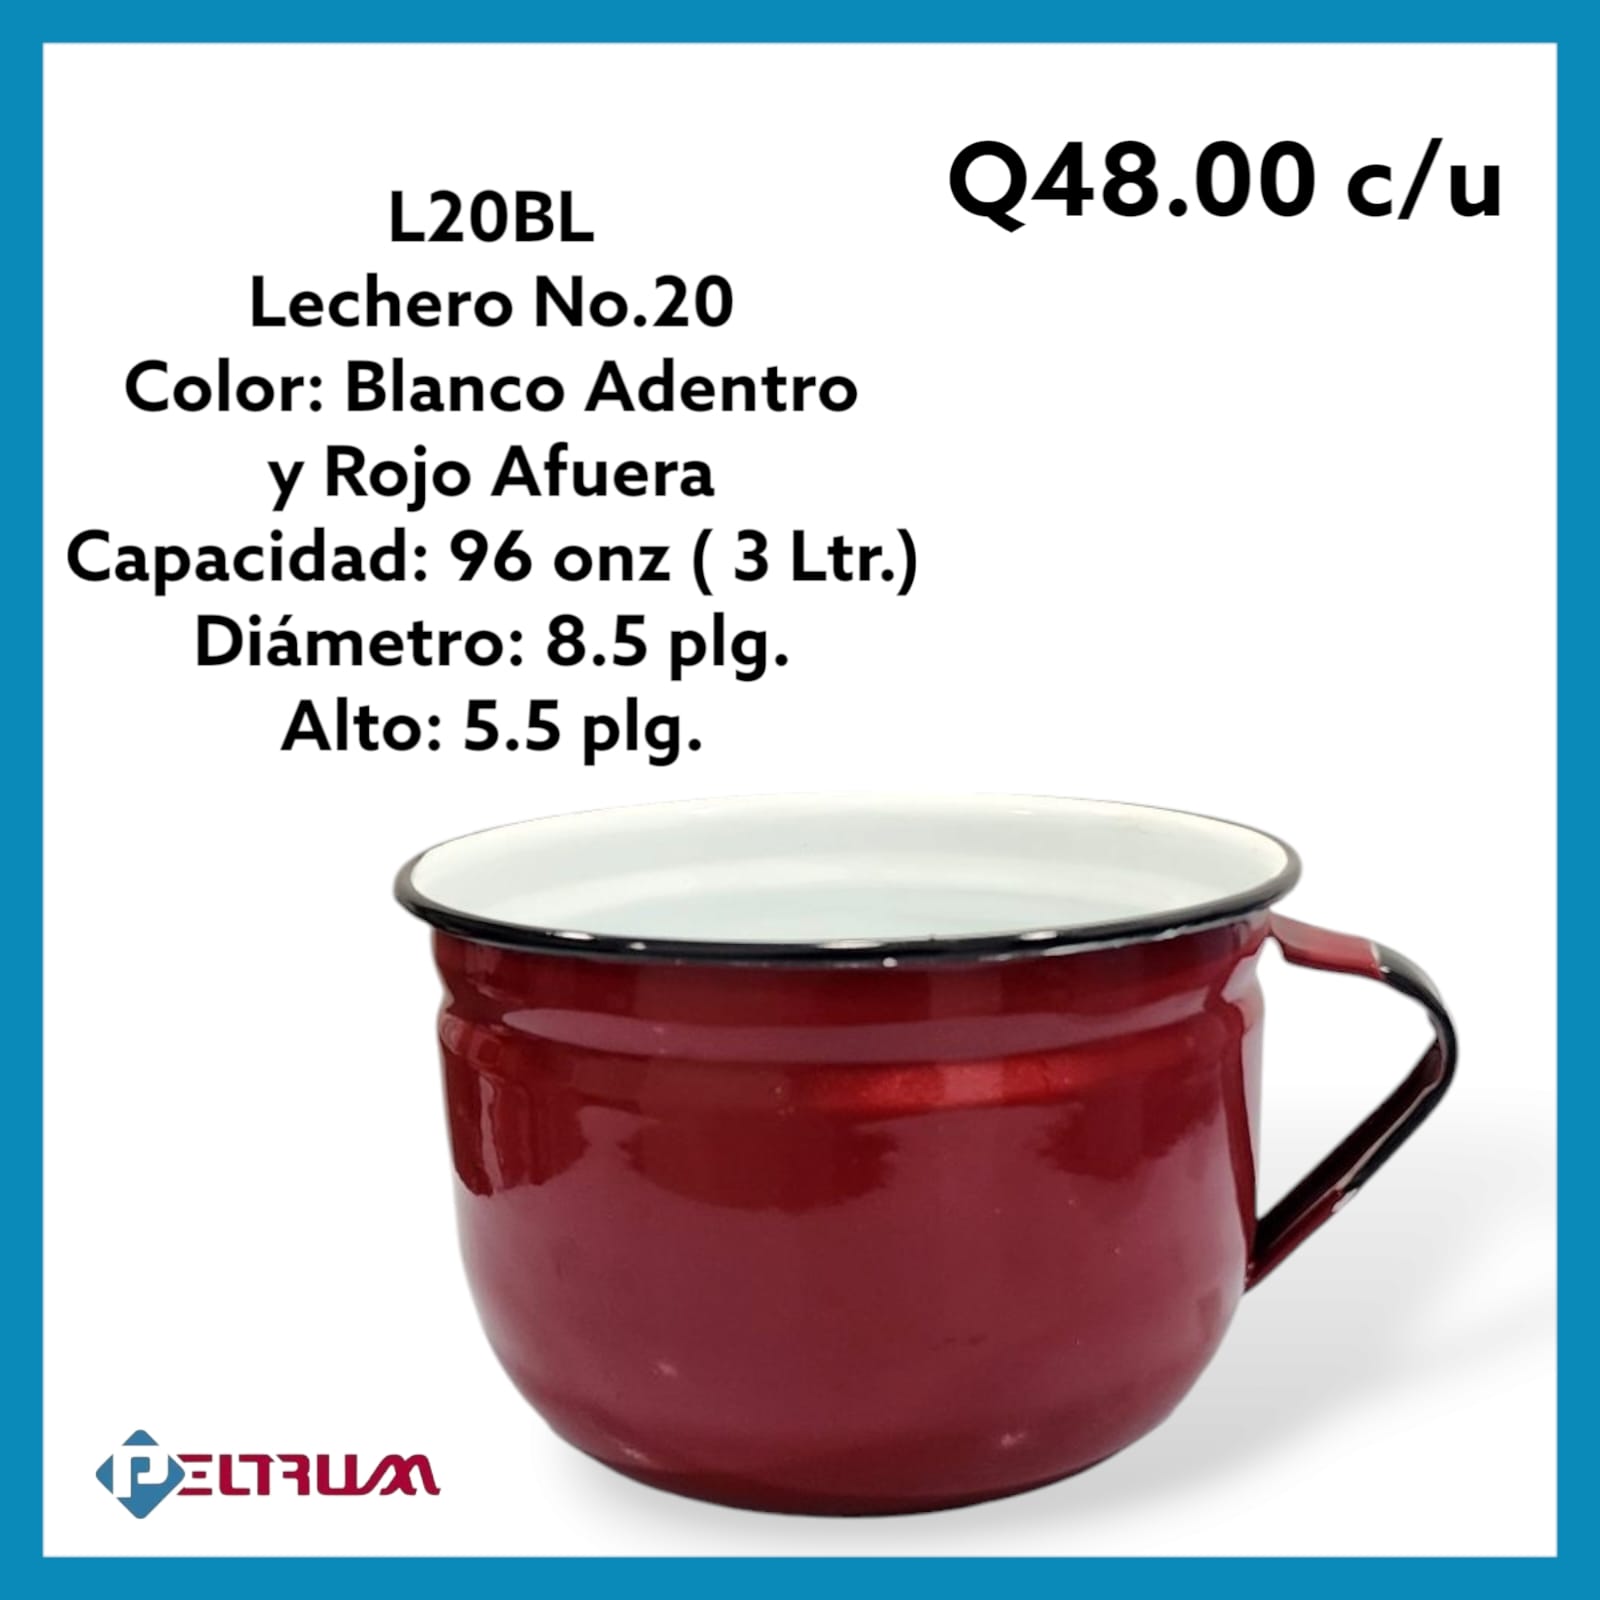 Q48.00 c/u
L20BL
Lechero No.20
Color: Blanco Adentro
y Rojo Afuera
Capacidad: 96 onz ( 3 Ltr.)
Diámetro: 8.5 plg.
Alto: 5.5 plg.
PELTRUM